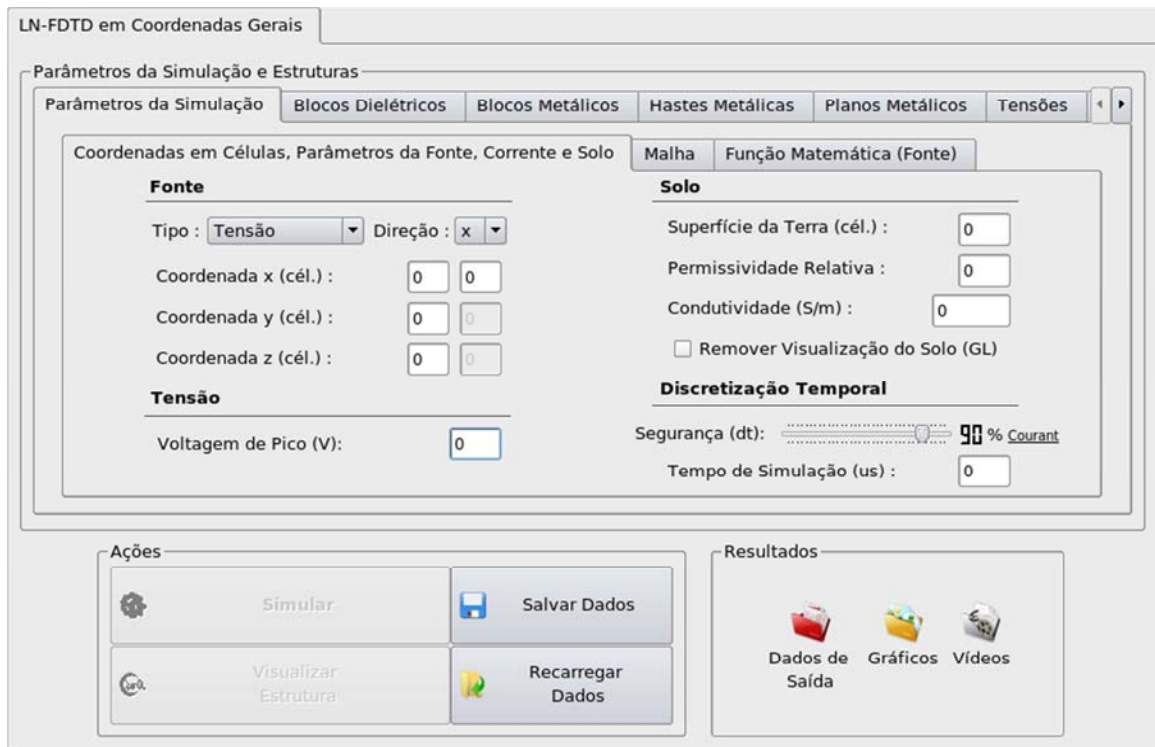 LN-FDTD em Coordenadas Gerais
Parâmetros da Simulação e Estruturas
Parâmetros da Simulação Blocos Dielétricos Blocos Metálicos Hastes Metálicas Planos Metálicos Tensões
Coordenadas em Células, Parâmetros da Fonte, Corrente e Solo Malha Função Matemática (Fonte)
Fonte
Tipo : Tensão Direção : x
Coordenada x (cél.) : 0 0
Coordenada y (cél.) : 0 0
Coordenada z (cél.) : 0 0
Tensão
Voltagem de Pico (V): 0
Solo
Superfície da Terra (cél.) : 0
Permissividade Relativa : 0
Condutividade (S/m) : 0
Remover Visualização do Solo (GL)
Discretização Temporal
Segurança (dt): 90 % Courant
Tempo de Simulação (us) : 0
Ações
Simular
Salvar Dados
Visualizar
Estrutura
Recarregar
Dados
Resultados
Dados de
Saída
Gráficos
Vídeos